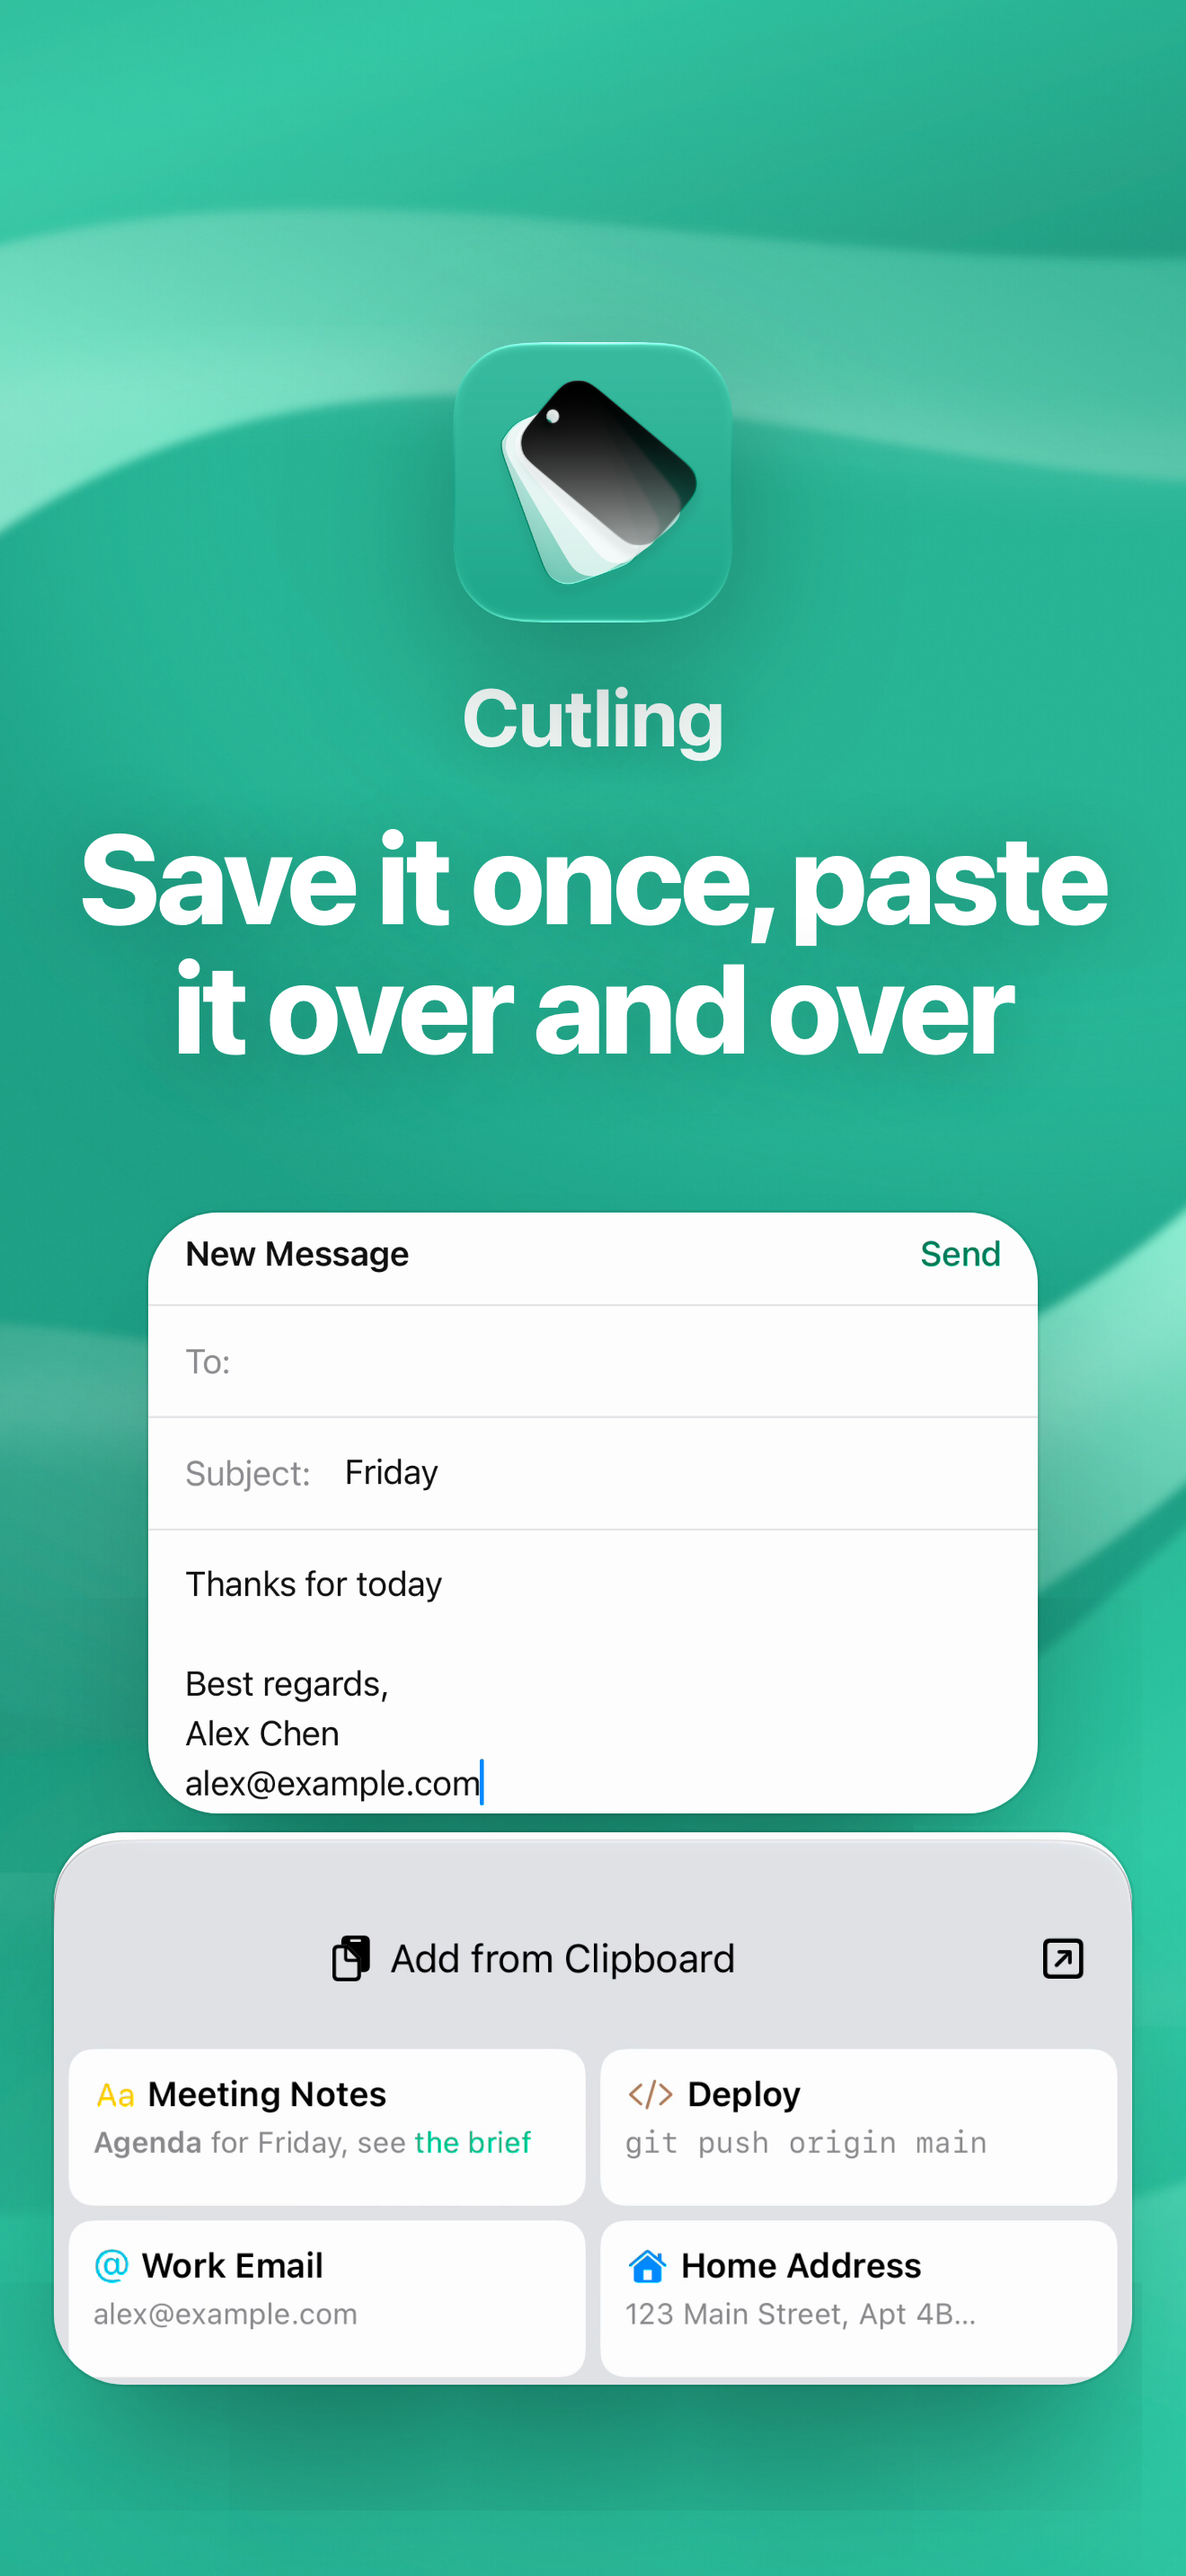 Cutling
Save it once, paste
it over and over
New Message
Send
To:
Subject: Friday
Thanks for today
Best regards,
Alex Chen
alex@example.com
Add from Clipboard
Aa Meeting Notes
Agenda for Friday, see the brief
</> Deploy
git push origin main
@ Work Email
alex@example.com
Home Address
123 Main Street, Apt 4B...